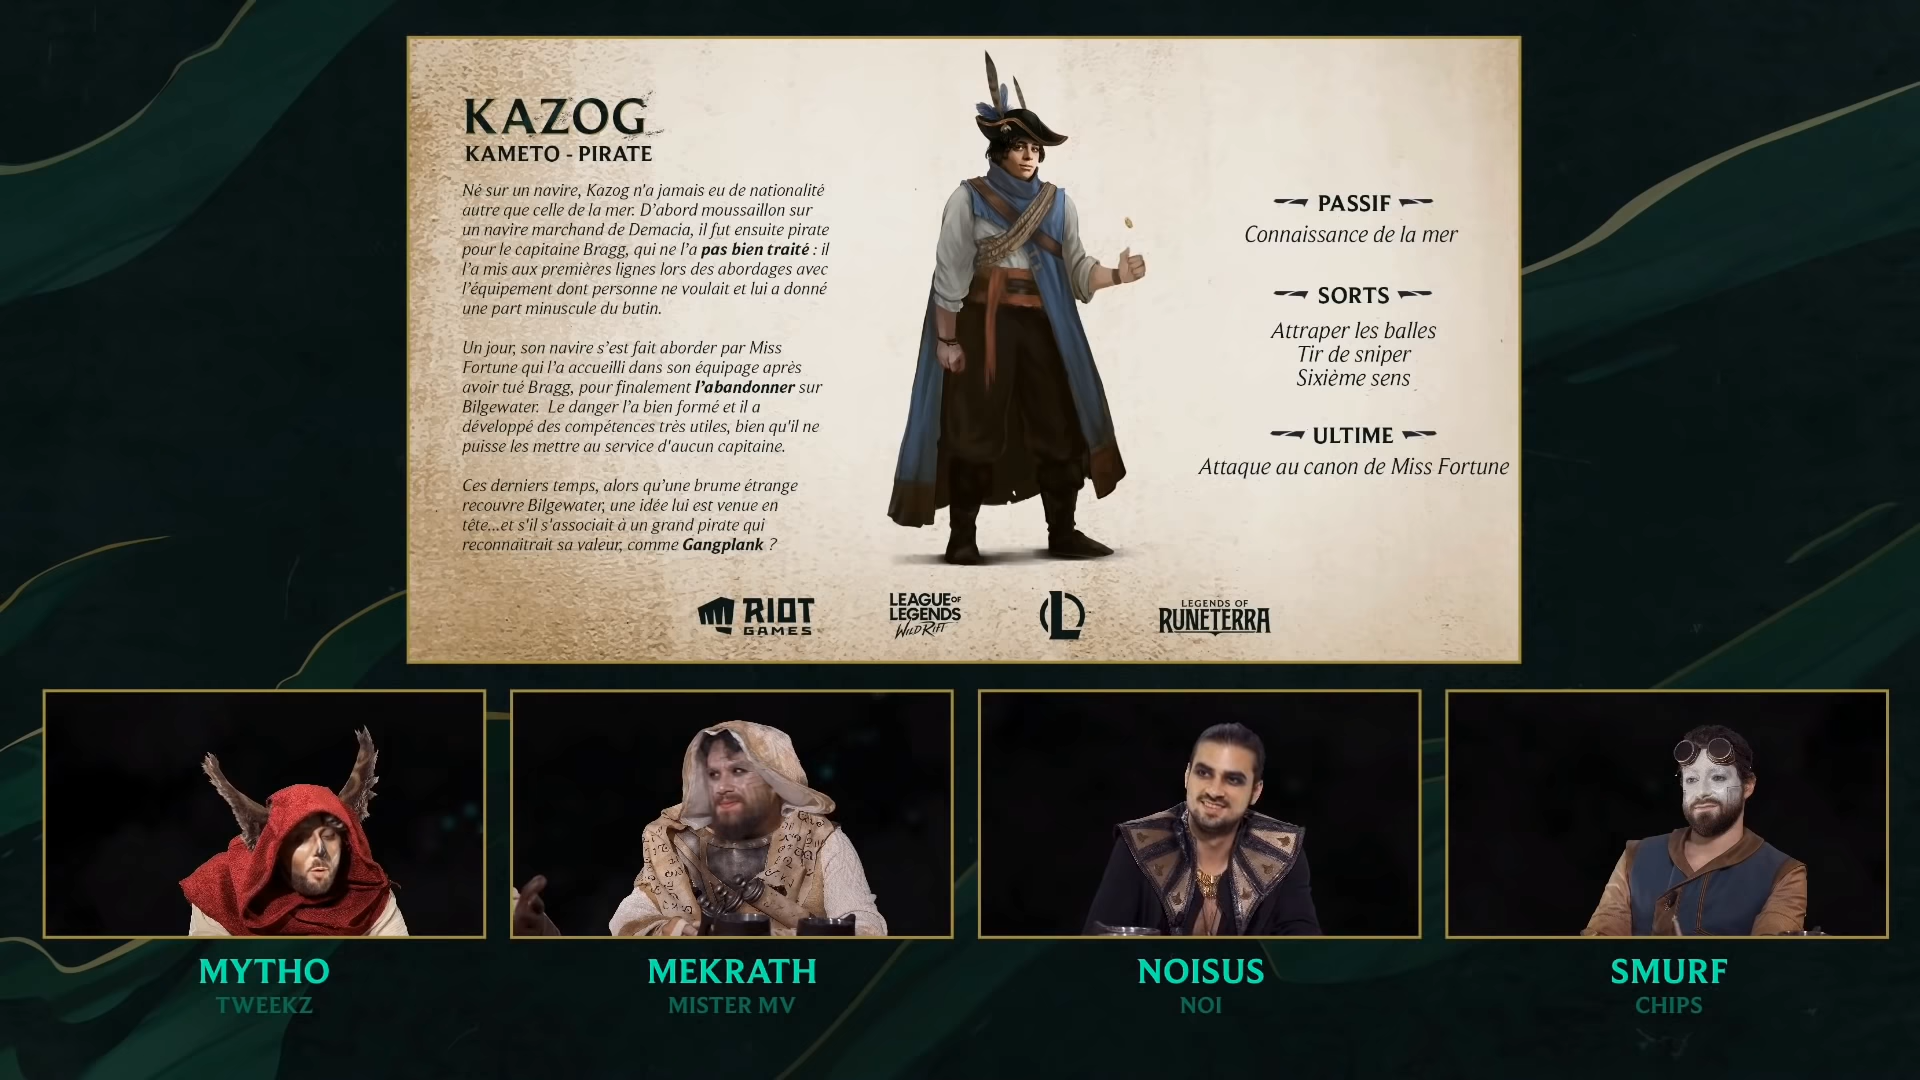 KAZOG
KAMETO - PIRATE
Né sur un navire, Kazog n'a jamais eu de nationalité
autre que celle de la mer. D'abord moussaillon sur
un navire marchand de Demacia, il fut ensuite pirate
pour le capitaine Bragg, qui ne l'a pas bien traité : il
l'a mis aux premières lignes lors des abordages avec
l'équipement dont personne ne voulait et lui a donné
une part minuscule du butin.
Un jour, son navire s'est fait aborder par Miss
Fortune qui l'a accueilli dans son équipage après
avoir tué Bragg, pour finalement l'abandonner sur
Bilgewater. Le danger l'a bien formé et il a
développé des compétences très utiles, bien qu'il ne
puisse les mettre au service d'aucun capitaine.
Ces derniers temps, alors qu'une brume étrange
recouvre Bilgewater, une idée lui est venue en
tête...et s'il s'associait à un grand pirate qui
reconnaîtrait sa valeur, comme Gangplank ?
PASSIF
Connaissance de la mer
SORTS
Attraper les balles
Tir de sniper
Sixième sens
ULTIME
Attaque au canon de Miss Fortune
RIOT
GAMES
LEAGUE OF
LEGENDS
WILD RIFT
L
LEGENDS OF
RUNETERRA
MYTHO
TWEEKZ
MEKRATH
MISTER MV
NOISUS
NOI
SMURF
CHIPS